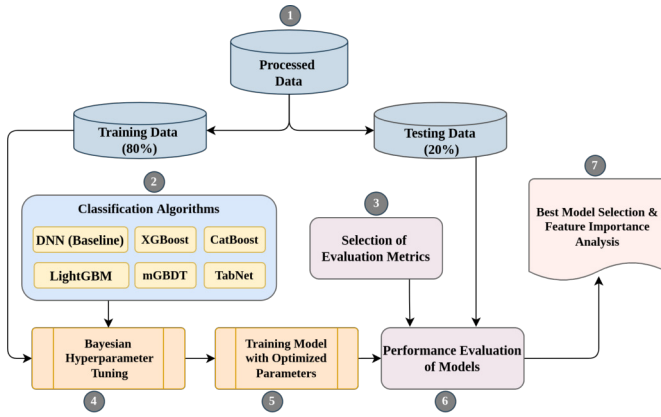 1
Processed
Data
Training Data
(80%)
Testing Data
(20%)
2
Classification Algorithms
DNN (Baseline)
XGBoost
CatBoost
LightGBM
mGBDT
TabNet
3
Selection of
Evaluation Metrics
7
Best Model Selection &
Feature Importance
Analysis
Bayesian
Hyperparameter
Tuning
4
Training Model
with Optimized
Parameters
5
Performance Evaluation
of Models
6